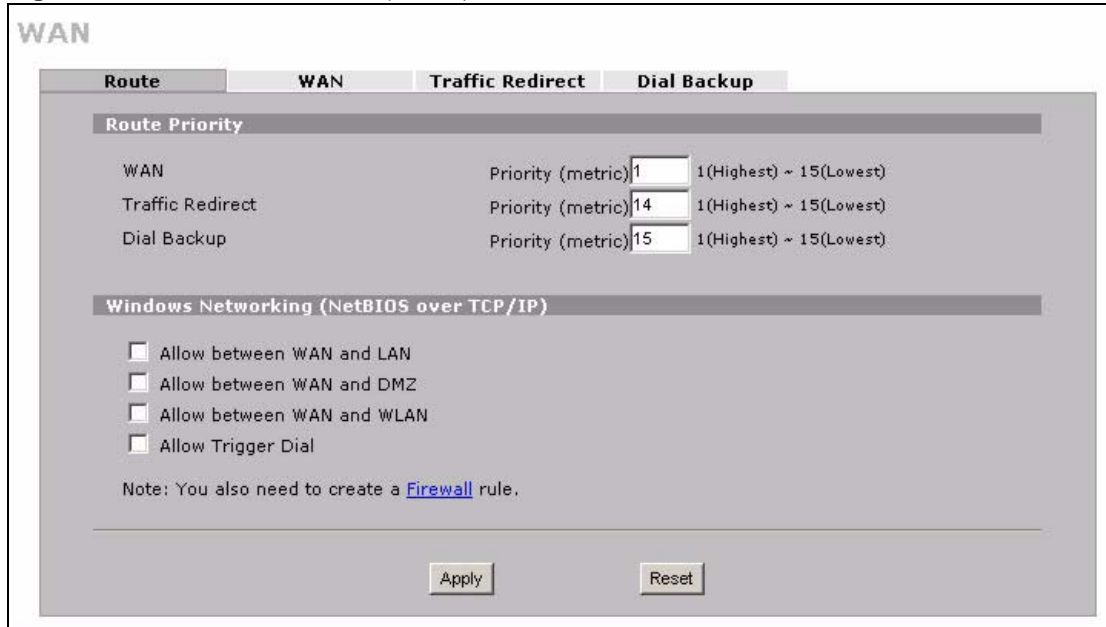 WAN
Route WAN Traffic Redirect Dial Backup
Route Priority
WAN Priority (metric) 1 1(Highest) ~ 15(Lowest)
Traffic Redirect Priority (metric) 14 1(Highest) ~ 15(Lowest)
Dial Backup Priority (metric) 15 1(Highest) ~ 15(Lowest)
Windows Networking (NetBIOS over TCP/IP)
Allow between WAN and LAN
Allow between WAN and DMZ
Allow between WAN and WLAN
Allow Trigger Dial
Note: You also need to create a Firewall rule.
Apply Reset